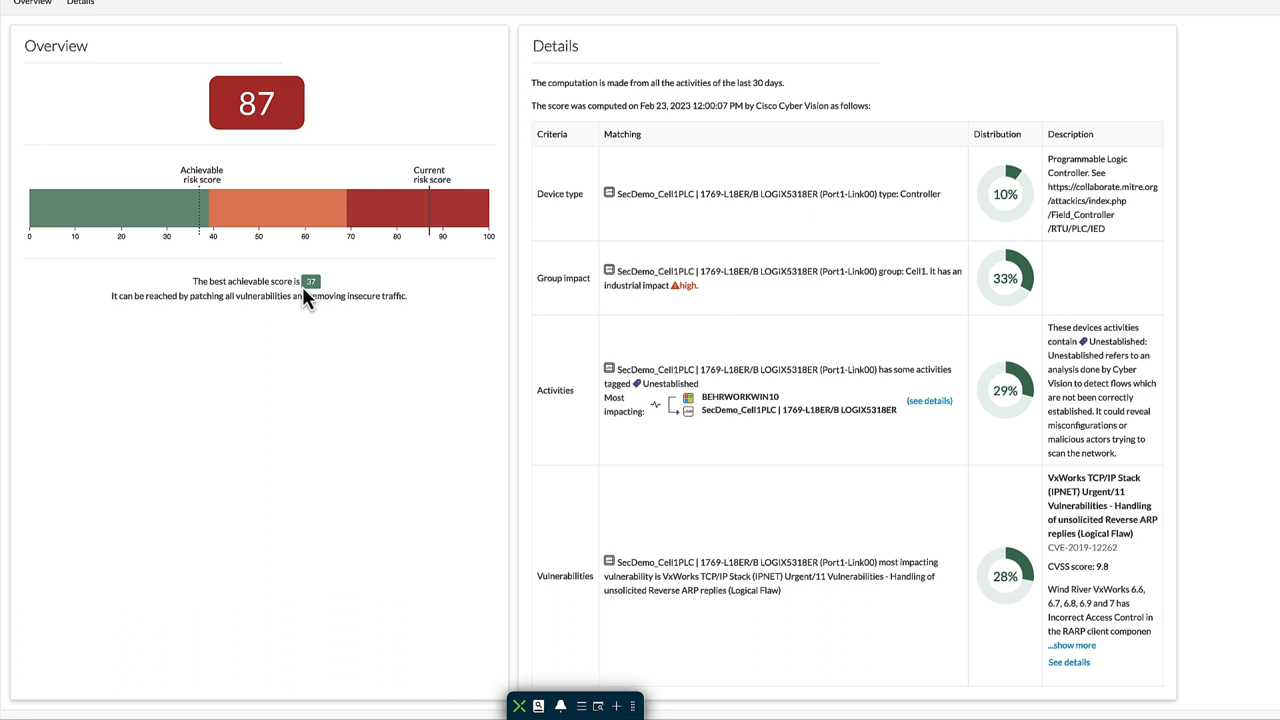 Overview Details
Overview
87
Achievable
risk score
Current
risk score
0 10 20 30 40 50 60 70 80 90 100
The best achievable score is 37
It can be reached by patching all vulnerabilities an moving insecure traffic.
Details
The computation is made from all the activities of the last 30 days.
The score was computed on Feb 23, 2023 12:00:07 PM by Cisco Cyber Vision as follows:
Criteria Matching Distribution Description
Device type
SecDemo_Cell1PLC | 1769-L18ER/B LOGIX5318ER (Port1-Link00) type: Controller
10%
Programmable Logic
Controller. See
https://collaborate.mitre.org
/attackics/index.php
/Field_Controller
/RTU/PLC/IED
Group impact
SecDemo_Cell1PLC | 1769-L18ER/B LOGIX5318ER (Port1-Link00) group: Cell1. It has an
industrial impact high.
33%
Activities
SecDemo_Cell1PLC | 1769-L18ER/B LOGIX5318ER (Port1-Link00) has some activities
tagged Unestablished
Most
impacting:
BEHRWORKWIN10
SecDemo_Cell1PLC | 1769-L18ER/B LOGIX5318ER
(see details)
29%
These devices activities
contain Unestablished:
Unestablished refers to an
analysis done by Cyber
Vision to detect flows which
are not been correctly
established. It could reveal
misconfigurations or
malicious actors trying to
scan the network.
Vulnerabilities
SecDemo_Cell1PLC | 1769-L18ER/B LOGIX5318ER (Port1-Link00) most impacting
vulnerability is VxWorks TCP/IP Stack (IPNET) Urgent/11 Vulnerabilities - Handling of
unsolicited Reverse ARP replies (Logical Flaw)
28%
VxWorks TCP/IP Stack
(IPNET) Urgent/11
Vulnerabilities - Handling
of unsolicited Reverse ARP
replies (Logical Flaw)
CVE-2019-12262
CVSS score: 9.8
Wind River VxWorks 6.6,
6.7, 6.8, 6.9 and 7 has
Incorrect Access Control in
the RARP client componen
...show more
See details